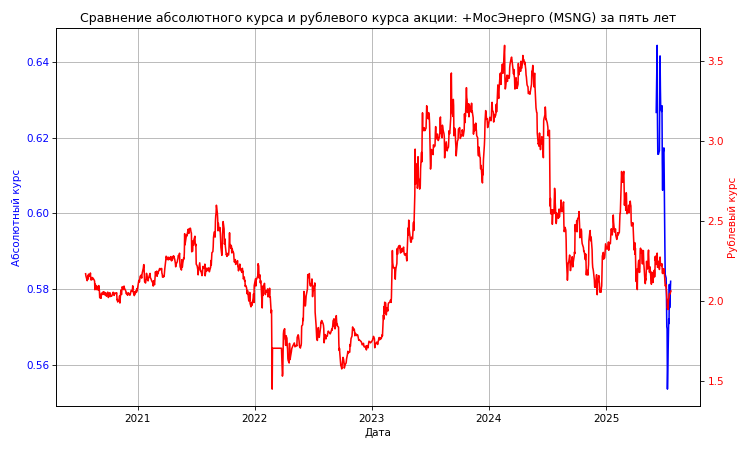 Сравнение абсолютного курса и рублевого курса акции: +МосЭнерго (MSNG) за пять лет
0.64
0.62
0.60
0.58
0.56
Абсолютный курс
3.5
3.0
2.5
2.0
1.5
Рублевый курс
2021 2022 2023 2024 2025
Дата